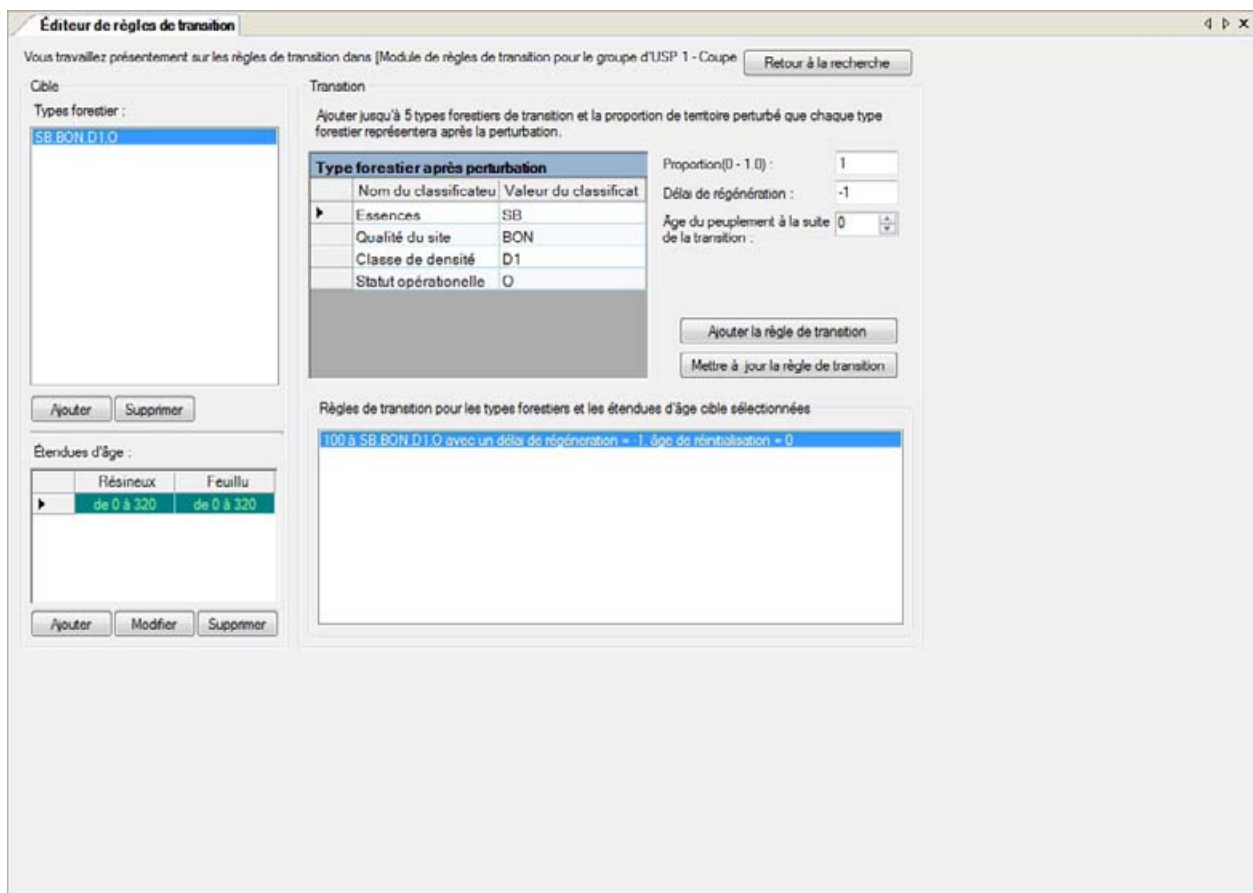 Éditeur de règles de transition
Vous travaillez présentement sur les règles de transition dans [Module de règles de transition pour le groupe d'USP 1 - Coupe
Retour à la recherche
Cible
Types forestier :
SB.BON.D1.O
Ajouter
Supprimer
Étendues d'âge :
Résineux
Feuillu
de 0 à 320
de 0 à 320
Ajouter
Modifier
Supprimer
Transition
Ajouter jusqu'à 5 types forestiers de transition et la proportion de territoire perturbé que chaque type
forestier représentera après la perturbation.
Type forestier après perturbation
Nom du classificateu
Valeur du classificat
Essences
SB
Qualité du site
BON
Classe de densité
D1
Statut opérationelle
O
Proportion(0 - 1.0) :
1
Délai de régénération :
-1
Âge du peuplement à la suite
de la transition :
0
Ajouter la règle de transition
Mettre à jour la règle de transition
Règles de transition pour les types forestiers et les étendues d'âge cible sélectionnées
100 à SB.BON.D1.O avec un délai de régéneration = -1, âge de réintialisation = 0